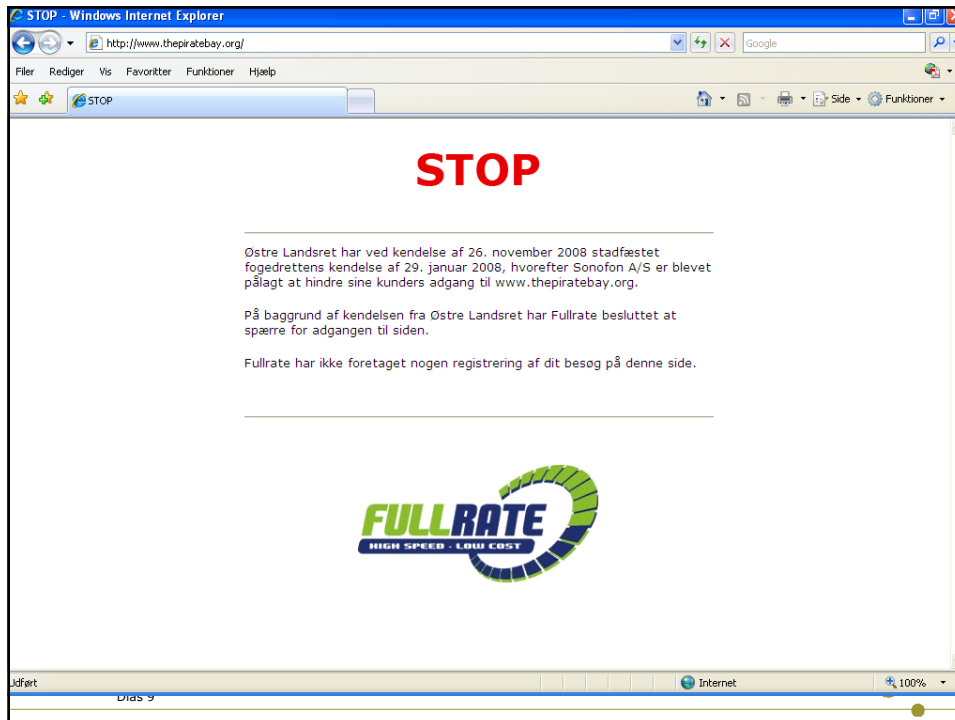 STOP - Windows Internet Explorer
http://www.thepiratebay.org/
Google
Filer Rediger Vis Favoritter Funktioner Hjælp
STOP
Side Funktioner
STOP
Østre Landsret har ved kendelse af 26. november 2008 stadfæstet
fogedrettens kendelse af 29. januar 2008, hvorefter Sonofon A/S er blevet
pålagt at hindre sine kunders adgang til www.thepiratebay.org.
På baggrund af kendelsen fra Østre Landsret har Fullrate besluttet at
spærre for adgangen til siden.
Fullrate har ikke foretaget nogen registrering af dit besøg på denne side.
FULLRATE
HIGH SPEED - LOW COST
Udført Internet 100%
Dias 9